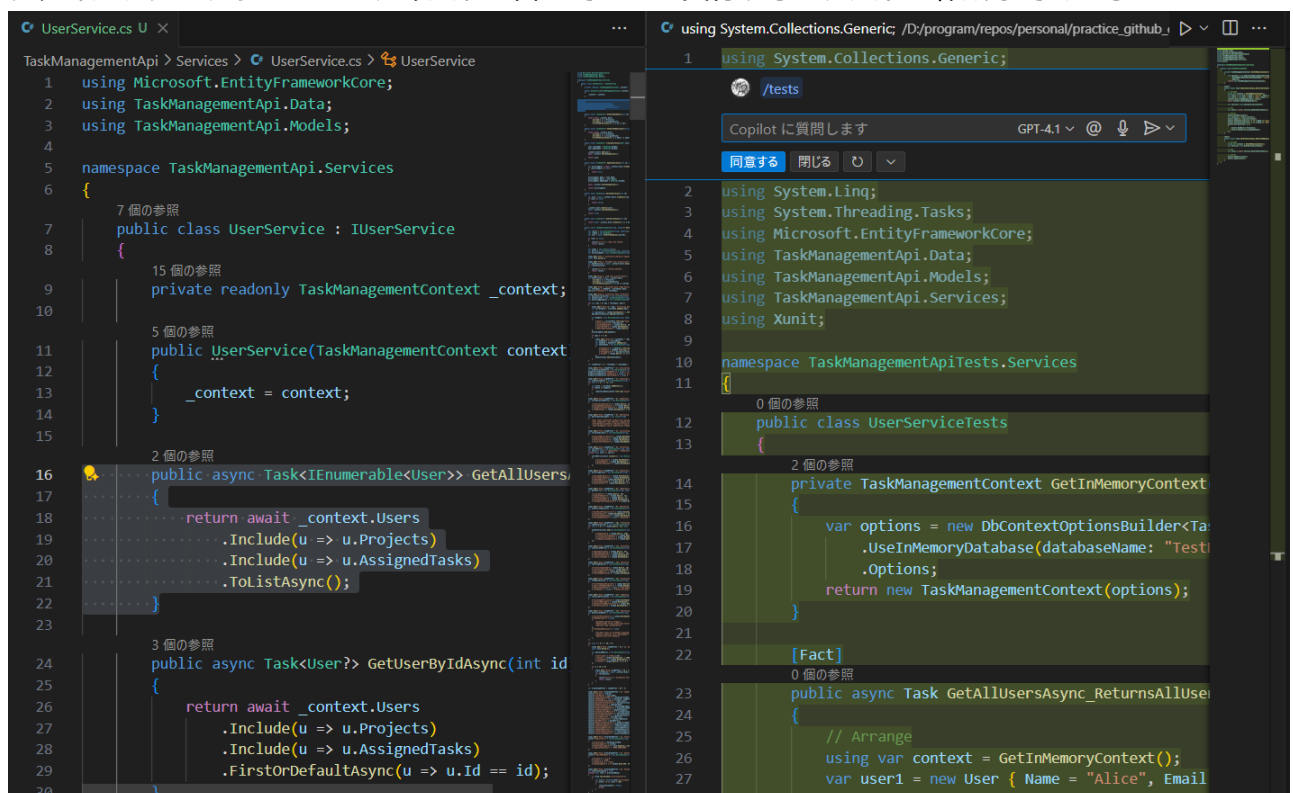 UserService.cs U ×
TaskManagementApi > Services > UserService.cs > UserService
1 using Microsoft.EntityFrameworkCore;
2 using TaskManagementApi.Data;
3 using TaskManagementApi.Models;
4
5 namespace TaskManagementApi.Services
6 {
7 個の参照
7 public class UserService : IUserService
8 {
15 個の参照
9 private readonly TaskManagementContext _context;
10
5 個の参照
11 public UserService(TaskManagementContext context
12 {
13 _context = context;
14 }
15
2 個の参照
16 public async Task<IEnumerable<User>> GetAllUsers
17 {
18 return await _context.Users
19 .Include(u => u.Projects)
20 .Include(u => u.AssignedTasks)
21 .ToListAsync();
22 }
23
3 個の参照
24 public async Task<User?> GetUserByIdAsync(int id
25 {
26 return await _context.Users
27 .Include(u => u.Projects)
28 .Include(u => u.AssignedTasks)
29 .FirstOrDefaultAsync(u => u.Id == id);
30 }
using System.Collections.Generic; /D:/program/repos/personal/practice_github_
1 using System.Collections.Generic;
/tests
Copilot に質問します GPT-4.1 @
同意する 閉じる
2 using System.Linq;
3 using System.Threading.Tasks;
4 using Microsoft.EntityFrameworkCore;
5 using TaskManagementApi.Data;
6 using TaskManagementApi.Models;
7 using TaskManagementApi.Services;
8 using Xunit;
9
10 namespace TaskManagementApiTests.Services
11 {
0 個の参照
12 public class UserServiceTests
13 {
2 個の参照
14 private TaskManagementContext GetInMemoryContext
15 {
16 var options = new DbContextOptionsBuilder<Ta
17 .UseInMemoryDatabase(databaseName: "Test
18 .Options;
19 return new TaskManagementContext(options);
20 }
21
22 [Fact]
0 個の参照
23 public async Task GetAllUsersAsync_ReturnsAllUse
24 {
25 // Arrange
26 using var context = GetInMemoryContext();
27 var user1 = new User { Name = "Alice", Email